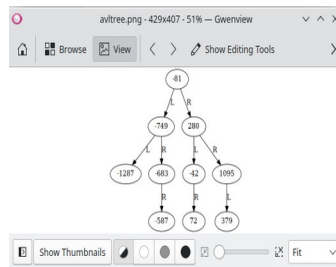 avltree.png - 429x407 - 51% — Gwenview
Browse View Show Editing Tools
-81
L R
-749 280
L R L R
-1287 -683 -42 1095
R R L
-587 72 379
Show Thumbnails Fit